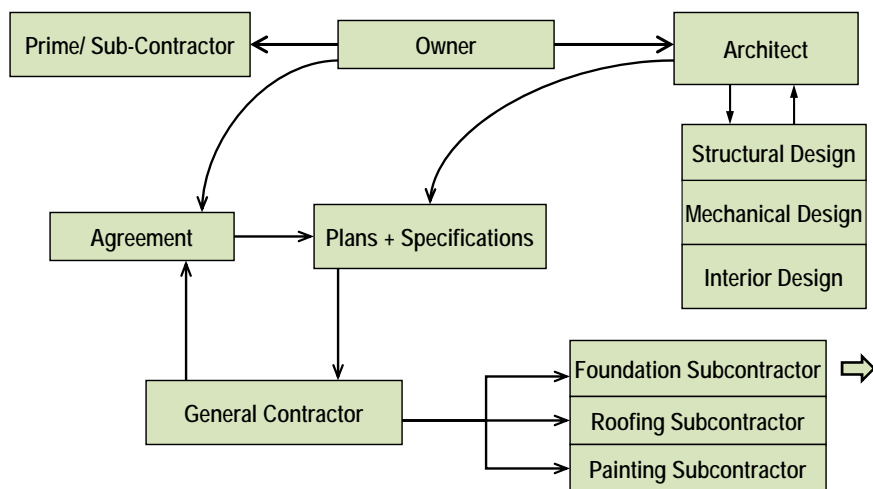 Prime/ Sub-Contractor
Owner
Architect
Structural Design
Mechanical Design
Interior Design
Agreement
Plans + Specifications
General Contractor
Foundation Subcontractor
Roofing Subcontractor
Painting Subcontractor